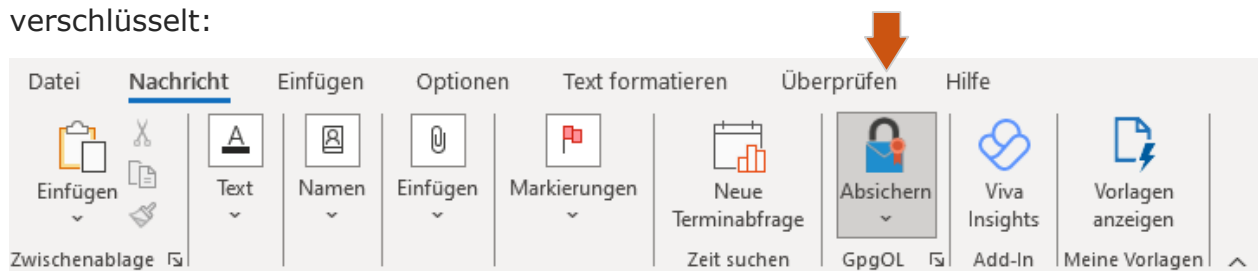 verschlüsselt:
Datei Nachricht Einfügen Optionen Text formatieren Überprüfen Hilfe
Einfügen Text Namen Einfügen Markierungen Neue Terminabfrage Absichern Viva Insights Vorlagen anzeigen
Zwischenablage Zeit suchen GpgOL Add-In Meine Vorlagen